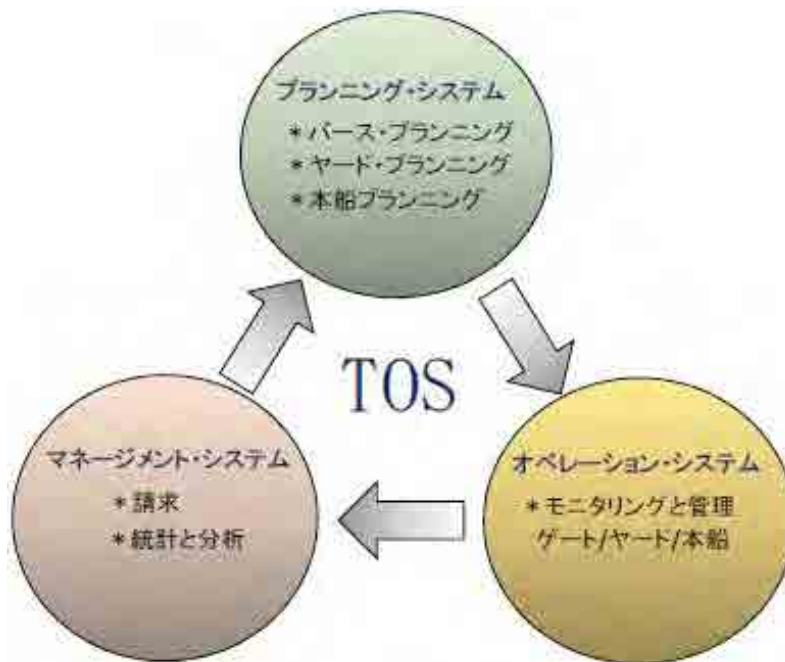 プランニング・システム
*バース・プランニング
*ヤード・プランニング
*本船プランニング
TOS
マネージメント・システム
*請求
*統計と分析
オペレーション・システム
*モニタリングと管理
ゲート/ヤード/本船